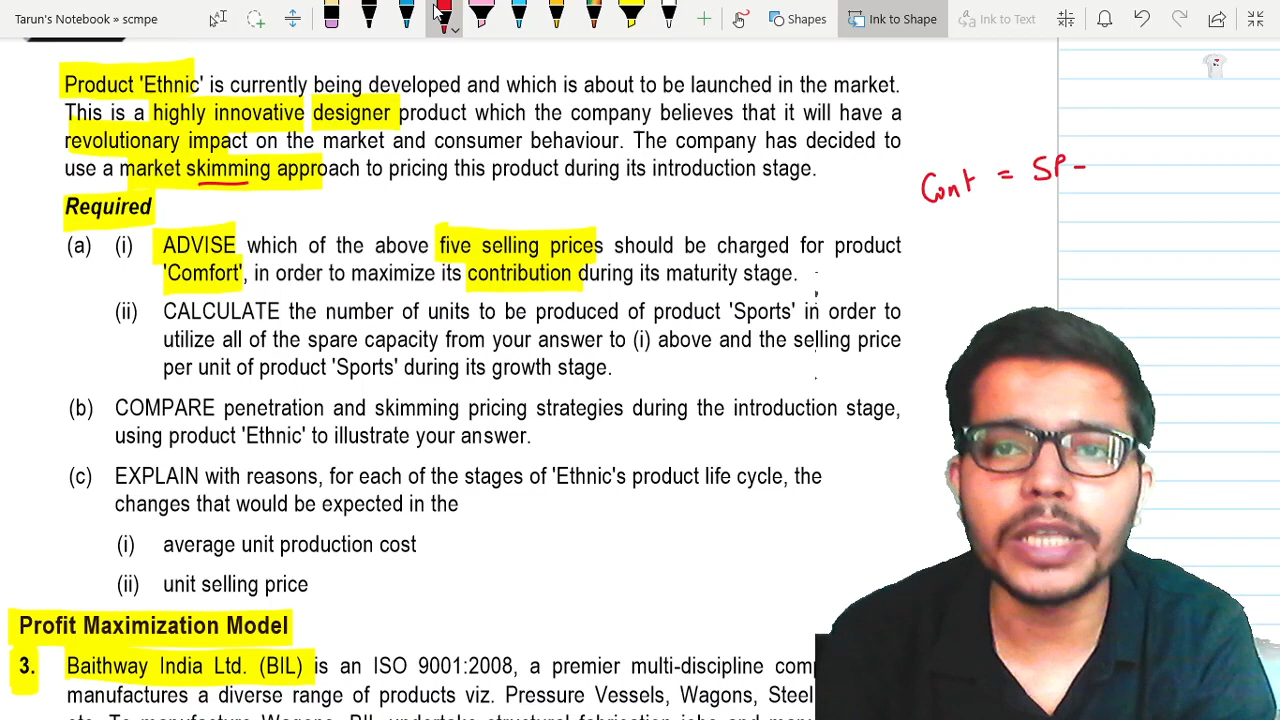 Tarun's Notebook » scmpe
Shapes
Ink to Shape
Ink to Text
Product 'Ethnic' is currently being developed and which is about to be launched in the market.
This is a highly innovative designer product which the company believes that it will have a
revolutionary impact on the market and consumer behaviour. The company has decided to
use a market skimming approach to pricing this product during its introduction stage.
Cont = SP -
Required
(a) (i) ADVISE which of the above five selling prices should be charged for product
'Comfort', in order to maximize its contribution during its maturity stage.
(ii) CALCULATE the number of units to be produced of product 'Sports' in order to
utilize all of the spare capacity from your answer to (i) above and the selling price
per unit of product 'Sports' during its growth stage.
(b) COMPARE penetration and skimming pricing strategies during the introduction stage,
using product 'Ethnic' to illustrate your answer.
(c) EXPLAIN with reasons, for each of the stages of 'Ethnic's product life cycle, the
changes that would be expected in the
(i) average unit production cost
(ii) unit selling price
Profit Maximization Model
3. Baithway India Ltd. (BIL) is an ISO 9001:2008, a premier multi-discipline
manufactures a diverse range of products viz. Pressure Vessels, Wagons, Steel